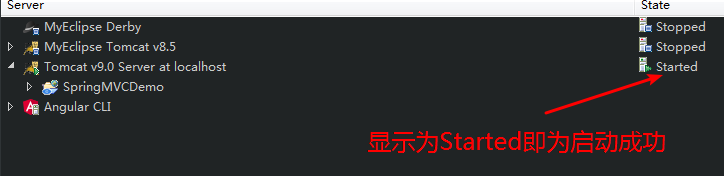 Server State
MyEclipse Derby Stopped
MyEclipse Tomcat v8.5 Stopped
Tomcat v9.0 Server at localhost Started
SpringMVCDemo
Angular CLI
显示为Started即为启动成功